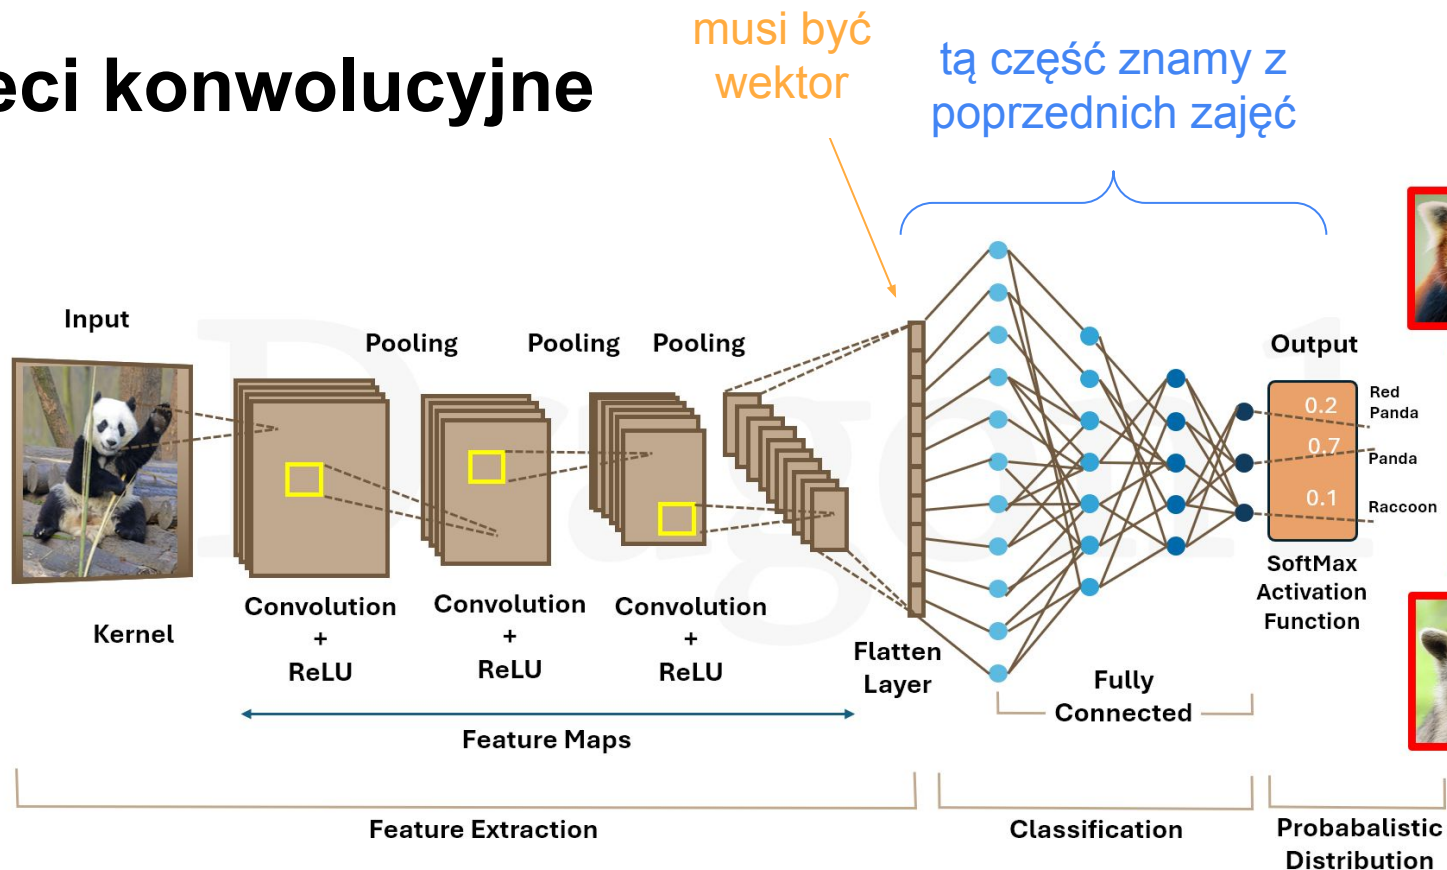 eci konwolucyjne
musi być
wektor
tą część znamy z
poprzednich zajęć
Input
Pooling
Pooling
Pooling
Output
Red
Panda
0.2
0.7
Panda
0.1
Raccoon
SoftMax
Activation
Function
Kernel
Convolution
+
ReLU
Convolution
+
ReLU
Convolution
+
ReLU
Flatten
Layer
Fully
Connected
Feature Maps
Feature Extraction
Classification
Probabalistic
Distribution